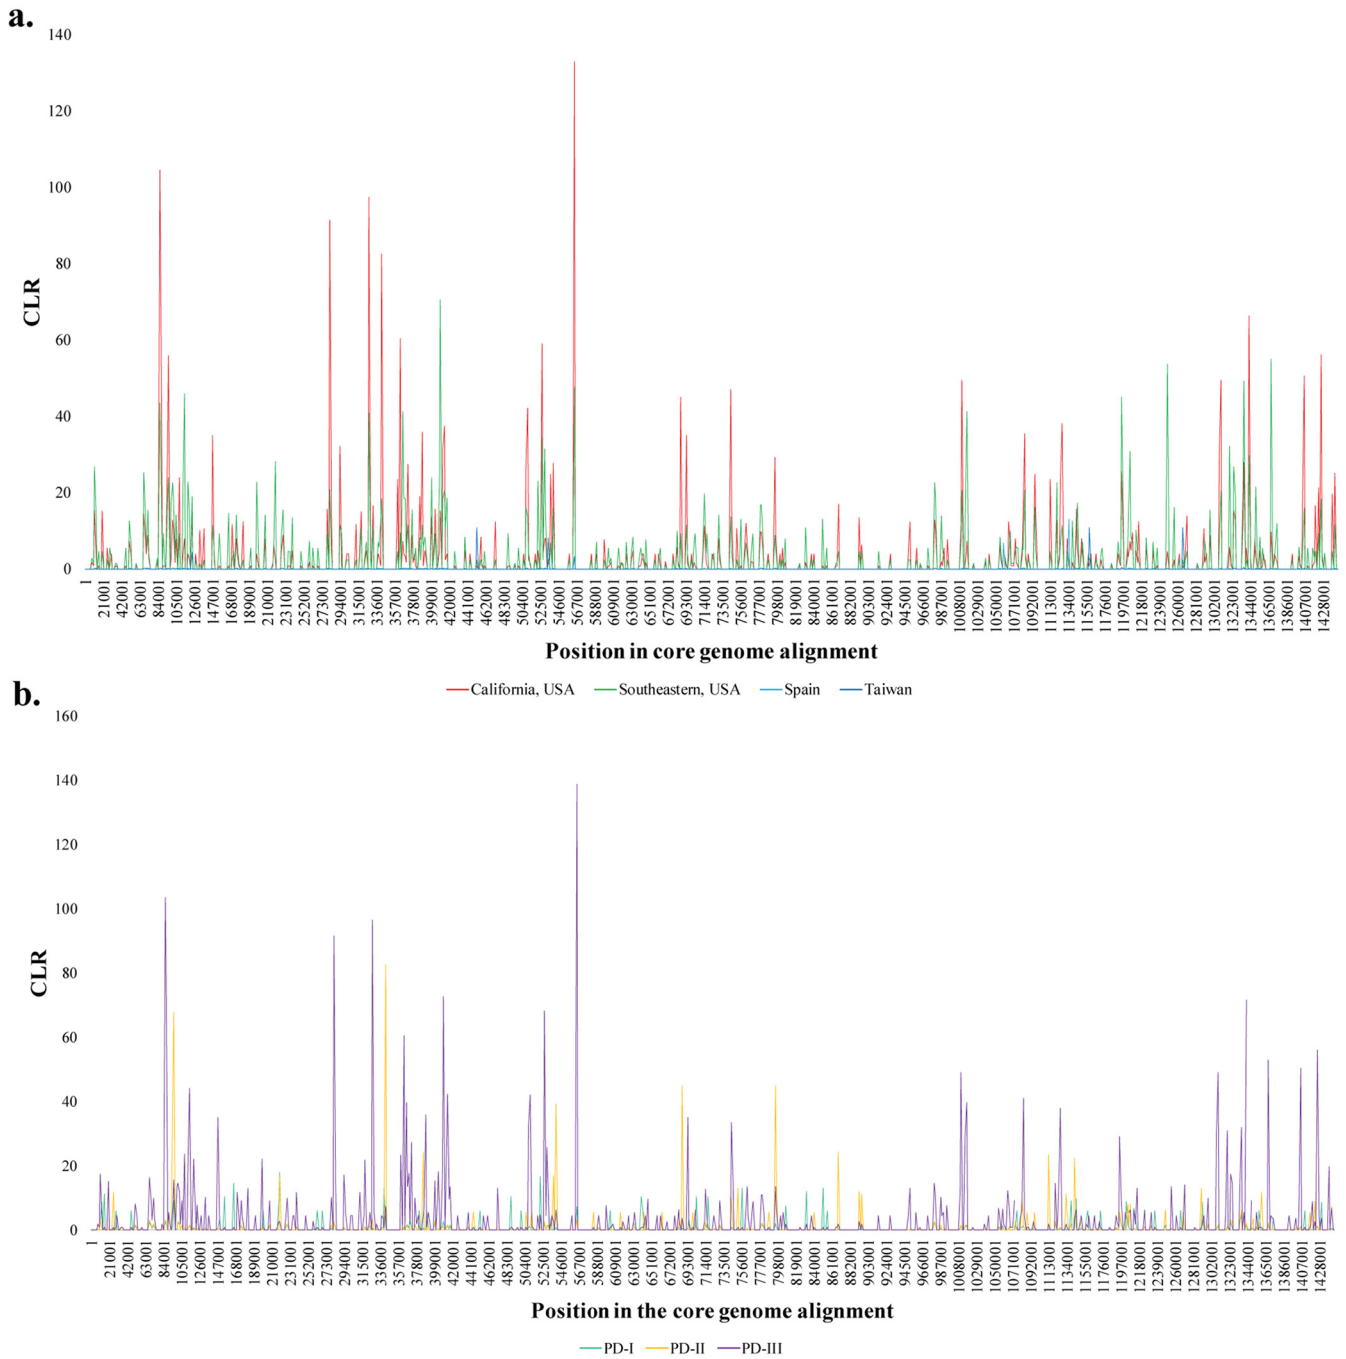 a.
140
120
100
80
60
40
20
0
CLR
1 21001 42001 63001 84001 105001 126001 147001 168001 189001 210001 231001 252001 273001 294001 315001 336001 357001 378001 399001 420001 441001 462001 483001 504001 525001 546001 567001 588001 609001 630001 651001 672001 693001 714001 735001 756001 777001 798001 819001 840001 861001 882001 903001 924001 945001 966001 987001 1008001 1029001 1050001 1071001 1092001 1113001 1134001 1155001 1176001 1197001 1218001 1239001 1260001 1281001 1302001 1323001 1344001 1365001 1386001 1407001 1428001
Position in core genome alignment
California, USA Southeastern, USA Spain Taiwan
b.
160
140
120
100
80
60
40
20
0
CLR
1 21001 42001 63001 84001 105001 126001 147001 168001 189001 210001 231001 252001 273001 294001 315001 336001 357001 378001 399001 420001 441001 462001 483001 504001 525001 546001 567001 588001 609001 630001 651001 672001 693001 714001 735001 756001 777001 798001 819001 840001 861001 882001 903001 924001 945001 966001 987001 1008001 1029001 1050001 1071001 1092001 1113001 1134001 1155001 1176001 1197001 1218001 1239001 1260001 1281001 1302001 1323001 1344001 1365001 1386001 1407001 1428001
Position in the core genome alignment
PD-I PD-II PD-III